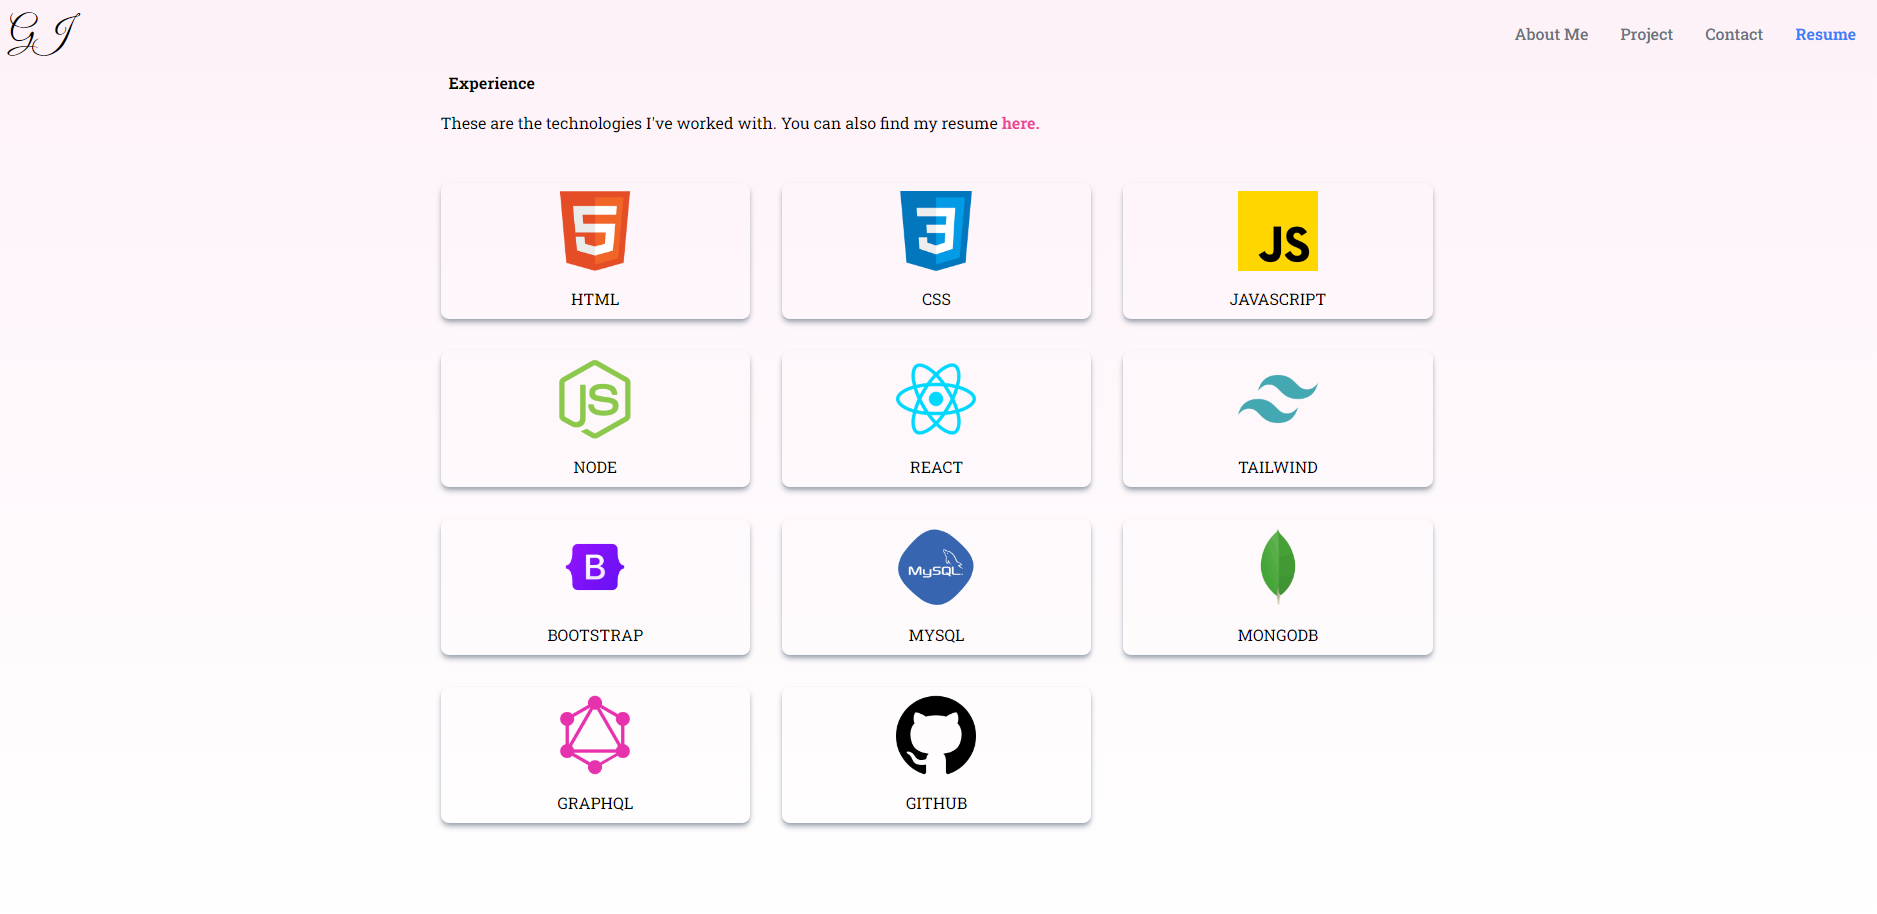 GJ
About Me Project Contact Resume
Experience
These are the technologies I've worked with. You can also find my resume here.
5
3
JS
HTML
CSS
JAVASCRIPT
JS
NODE
REACT
TAILWIND
B
MySQL
BOOTSTRAP
MYSQL
MONGODB
GRAPHQL
GITHUB